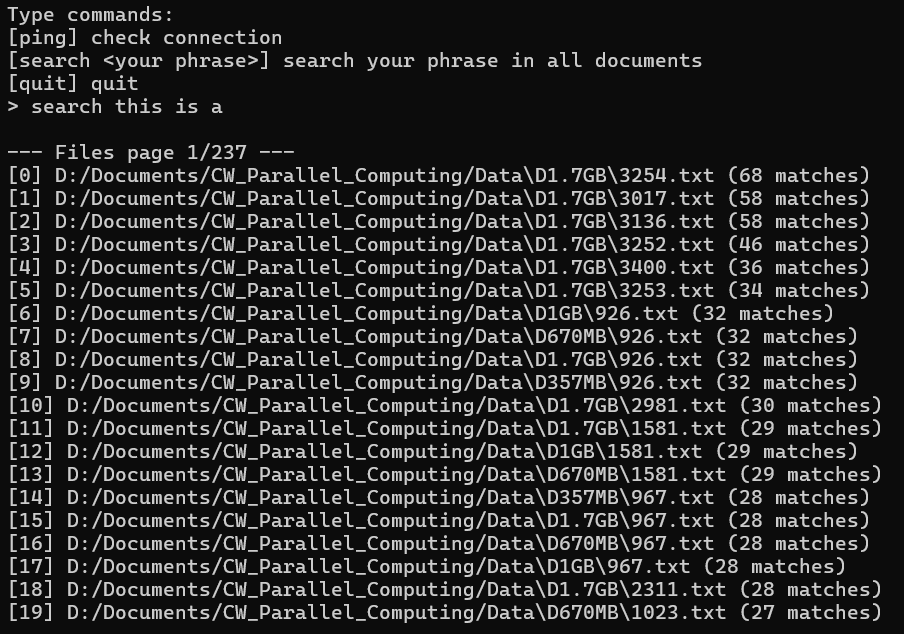 Type commands:
[ping] check connection
[search <your phrase>] search your phrase in all documents
[quit] quit
> search this is a
--- Files page 1/237 ---
[0] D:/Documents/CW_Parallel_Computing/Data\D1.7GB\3254.txt (68 matches)
[1] D:/Documents/CW_Parallel_Computing/Data\D1.7GB\3017.txt (58 matches)
[2] D:/Documents/CW_Parallel_Computing/Data\D1.7GB\3136.txt (58 matches)
[3] D:/Documents/CW_Parallel_Computing/Data\D1.7GB\3252.txt (46 matches)
[4] D:/Documents/CW_Parallel_Computing/Data\D1.7GB\3400.txt (36 matches)
[5] D:/Documents/CW_Parallel_Computing/Data\D1.7GB\3253.txt (34 matches)
[6] D:/Documents/CW_Parallel_Computing/Data\D1GB\926.txt (32 matches)
[7] D:/Documents/CW_Parallel_Computing/Data\D670MB\926.txt (32 matches)
[8] D:/Documents/CW_Parallel_Computing/Data\D1.7GB\926.txt (32 matches)
[9] D:/Documents/CW_Parallel_Computing/Data\D357MB\926.txt (32 matches)
[10] D:/Documents/CW_Parallel_Computing/Data\D1.7GB\2981.txt (30 matches)
[11] D:/Documents/CW_Parallel_Computing/Data\D1.7GB\1581.txt (29 matches)
[12] D:/Documents/CW_Parallel_Computing/Data\D1GB\1581.txt (29 matches)
[13] D:/Documents/CW_Parallel_Computing/Data\D670MB\1581.txt (29 matches)
[14] D:/Documents/CW_Parallel_Computing/Data\D357MB\967.txt (28 matches)
[15] D:/Documents/CW_Parallel_Computing/Data\D1.7GB\967.txt (28 matches)
[16] D:/Documents/CW_Parallel_Computing/Data\D670MB\967.txt (28 matches)
[17] D:/Documents/CW_Parallel_Computing/Data\D1GB\967.txt (28 matches)
[18] D:/Documents/CW_Parallel_Computing/Data\D1.7GB\2311.txt (28 matches)
[19] D:/Documents/CW_Parallel_Computing/Data\D670MB\1023.txt (27 matches)